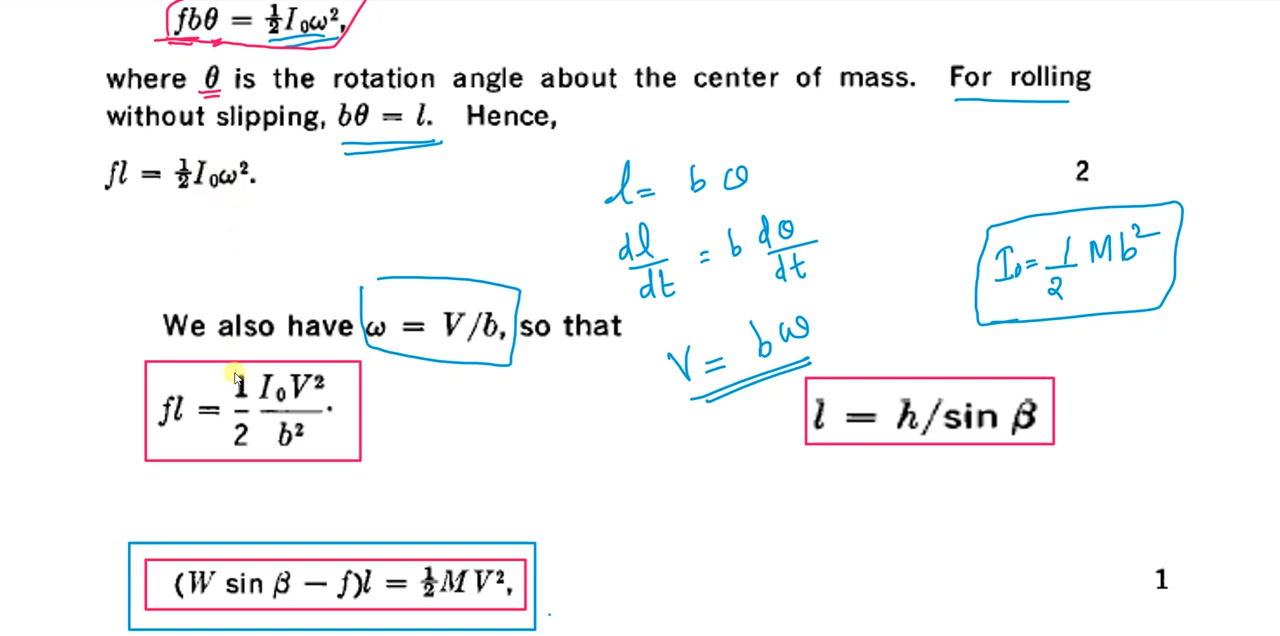 fbθ = ½I₀ω²,
where θ is the rotation angle about the center of mass. For rolling
without slipping, bθ = l. Hence,
fl = ½I₀ω². 2
l = b θ
dl/dt = b dθ/dt
I₀ = 1/2 Mb²
We also have ω = V/b, so that
V = bω
fl = 1/2 I₀V²/b².
l = h/sin β
(W sin β − f)l = ½MV², 1